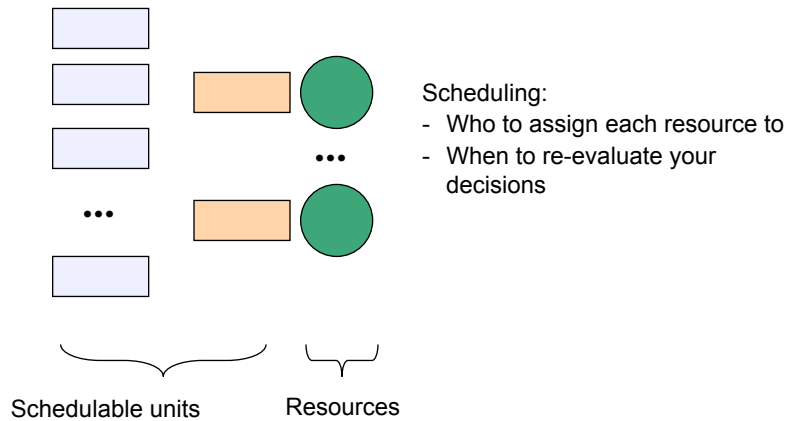 Scheduling:
- Who to assign each resource to
- When to re-evaluate your
decisions
...
...
Schedulable units
Resources